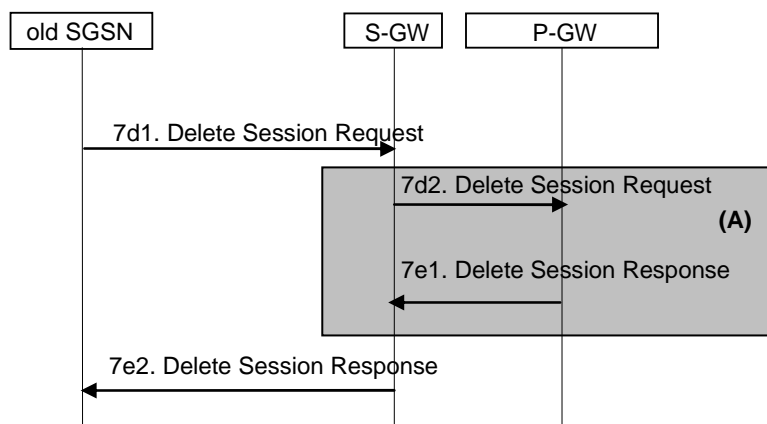 old SGSN
S-GW
P-GW
7d1. Delete Session Request
7d2. Delete Session Request
(A)
7e1. Delete Session Response
7e2. Delete Session Response